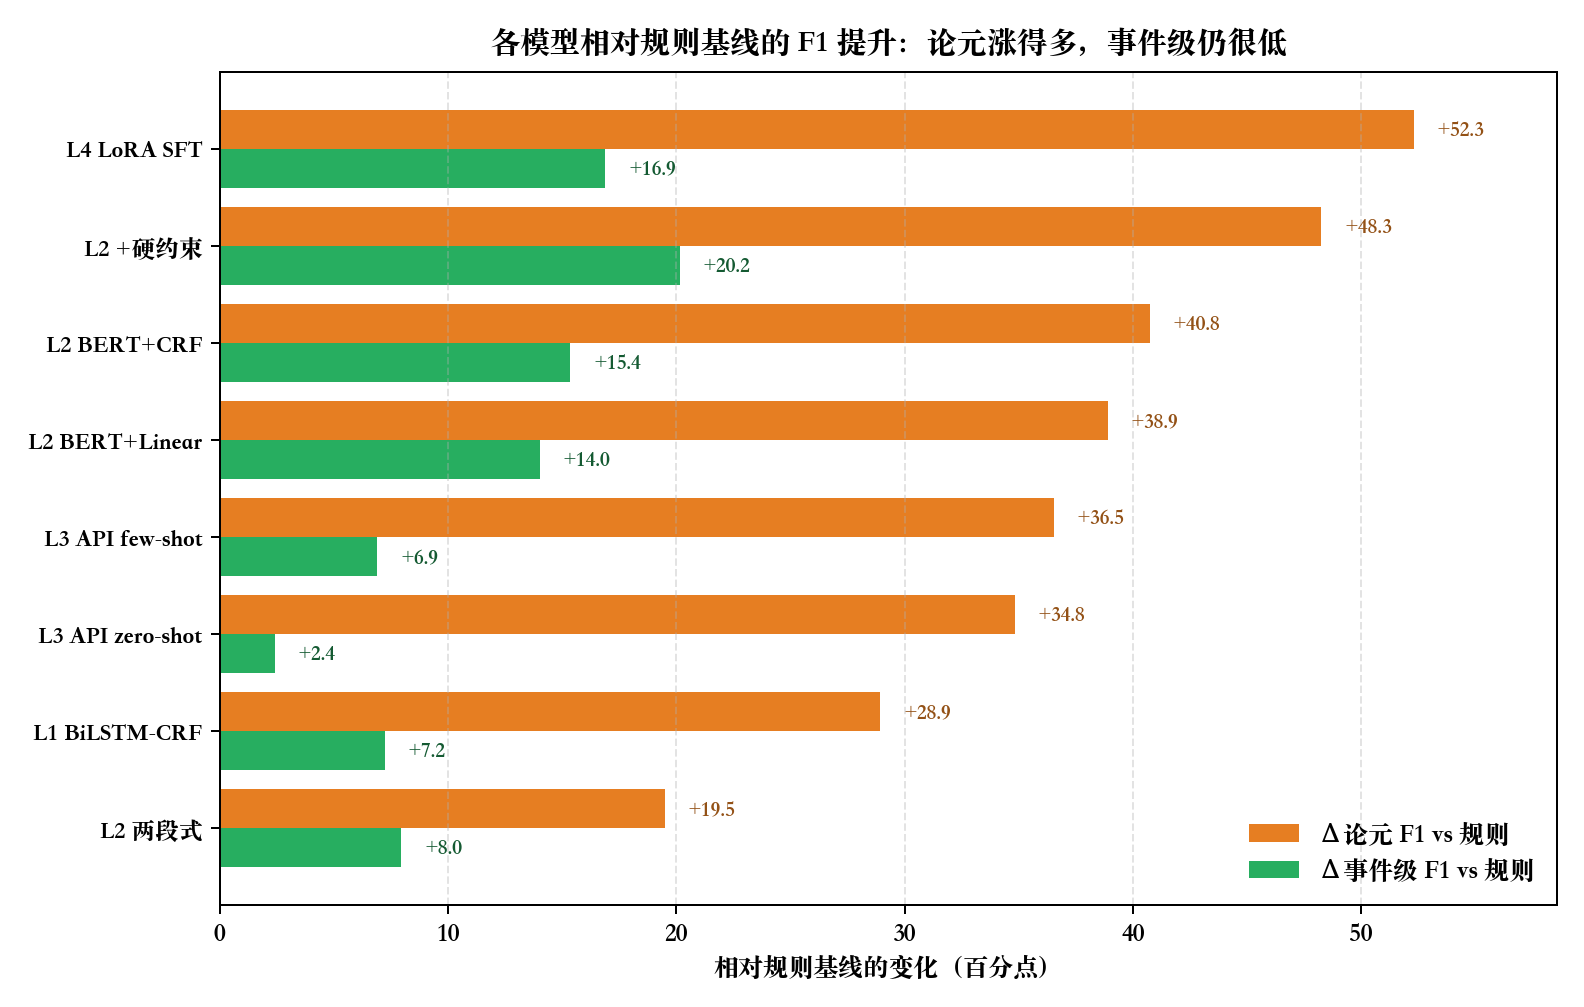 各模型相对规则基线的 F1 提升：论元涨得多，事件级仍很低
L4 LoRA SFT
+52.3
+16.9
L2 +硬约束
+48.3
+20.2
L2 BERT+CRF
+40.8
+15.4
L2 BERT+Linear
+38.9
+14.0
L3 API few-shot
+36.5
+6.9
L3 API zero-shot
+34.8
+2.4
L1 BiLSTM-CRF
+28.9
+7.2
L2 两段式
+19.5
+8.0
Δ 论元 F1 vs 规则
Δ 事件级 F1 vs 规则
0 10 20 30 40 50
相对规则基线的变化（百分点）